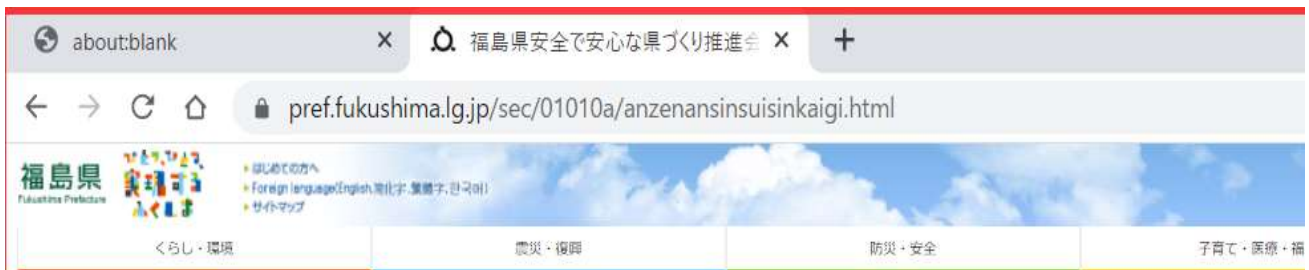 about:blank
福島県安全で安心な県づくり推進会
pref.fukushima.lg.jp/sec/01010a/anzenansinsuisinkaigi.html
福島県
Fukushima Prefecture
ひとつ、ひとつ、
実現する
ふくしま
はじめての方へ
Foreign language(English,简化字,繁體字,한국어)
サイトマップ
くらし・環境
震災・復興
防災・安全
子育て・医療・福